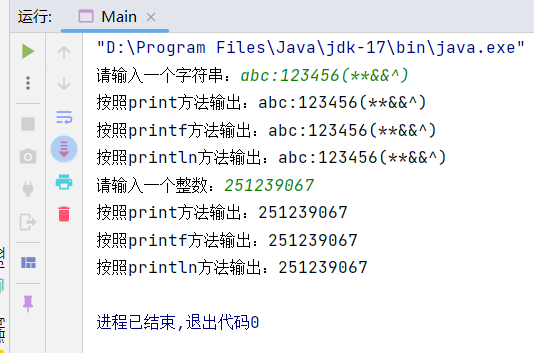 运行: Main
"D:\Program Files\Java\jdk-17\bin\java.exe"
请输入一个字符串：abc:123456(**&&^)
按照print方法输出：abc:123456(**&&^)
按照printf方法输出：abc:123456(**&&^)
按照println方法输出：abc:123456(**&&^)
请输入一个整数：251239067
按照print方法输出：251239067
按照printf方法输出：251239067
按照println方法输出：251239067
进程已结束,退出代码0